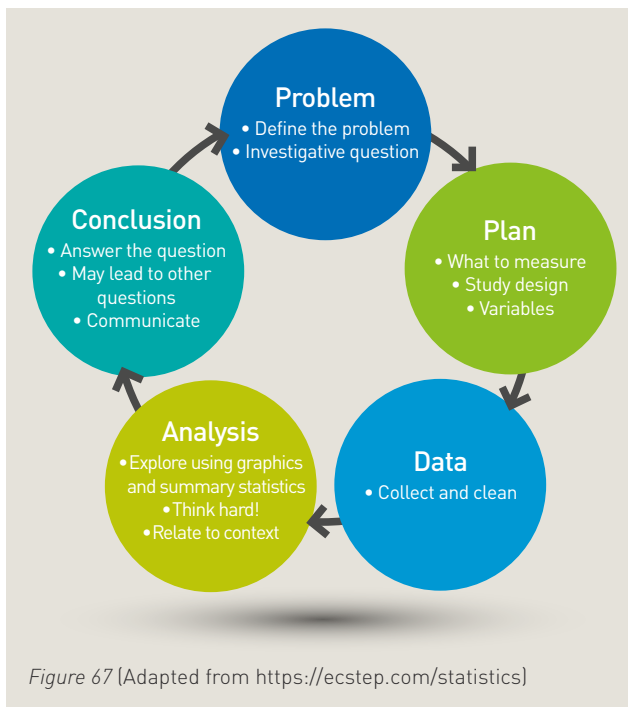 Problem
• Define the problem
• Investigative question
Plan
• What to measure
• Study design
• Variables
Data
• Collect and clean
Analysis
•Explore using graphics
and summary statistics
•Think hard!
•Relate to context
Conclusion
• Answer the question
• May lead to other
questions
• Communicate
Figure 67 (Adapted from https://ecstep.com/statistics)